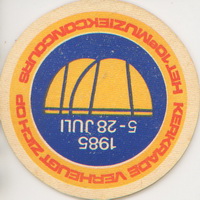 KERKRADE VERHEUGT ZICH OP
HET 10e MUZIEKCONCOURS
1985
5 - 28 JULI